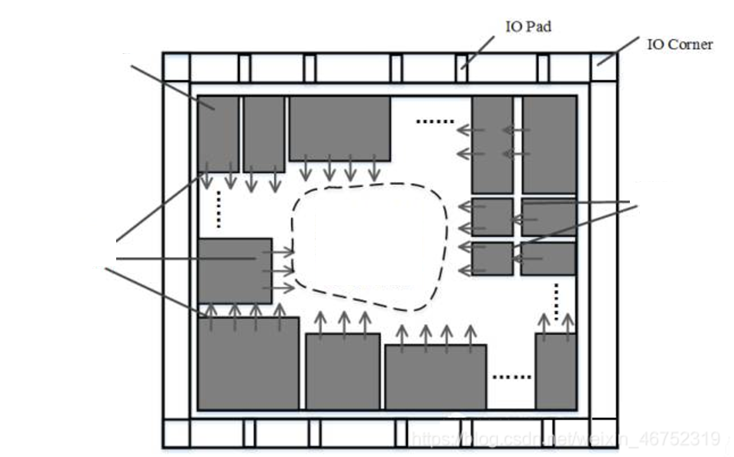 IO Pad
IO Corner
https://blog.csdn.net/weixin_46752319